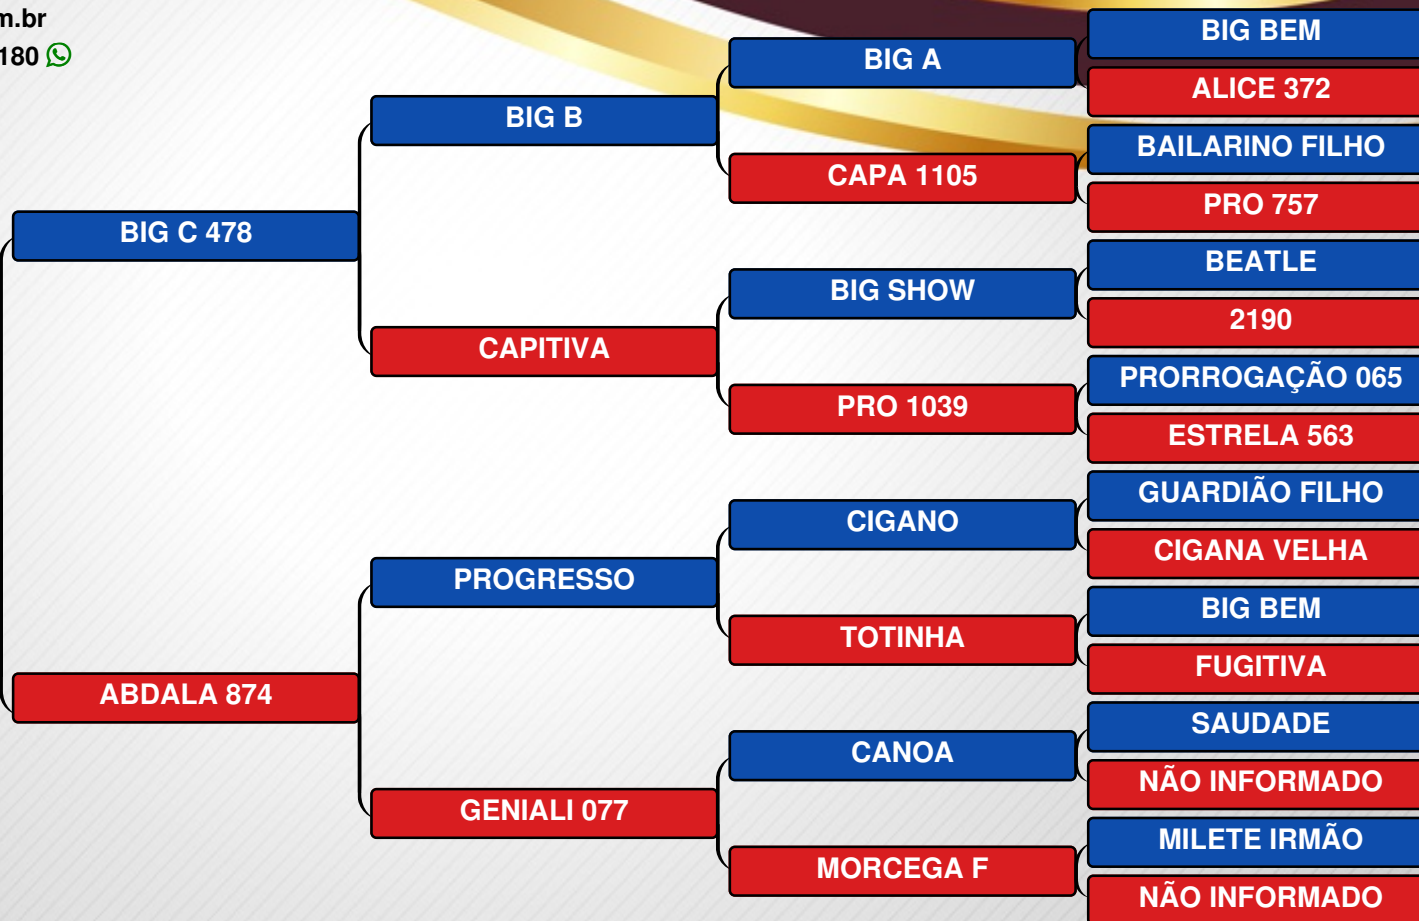 m.br
180
BIG BEM
BIG A
ALICE 372
BIG B
BAILARINO FILHO
CAPA 1105
PRO 757
BIG C 478
BEATLE
BIG SHOW
2190
CAPITIVA
PRORROGAÇÃO 065
PRO 1039
ESTRELA 563
GUARDIÃO FILHO
CIGANO
CIGANA VELHA
PROGRESSO
BIG BEM
TOTINHA
FUGITIVA
ABDALA 874
SAUDADE
CANOA
NÃO INFORMADO
GENIALI 077
MILETE IRMÃO
MORCEGA F
NÃO INFORMADO